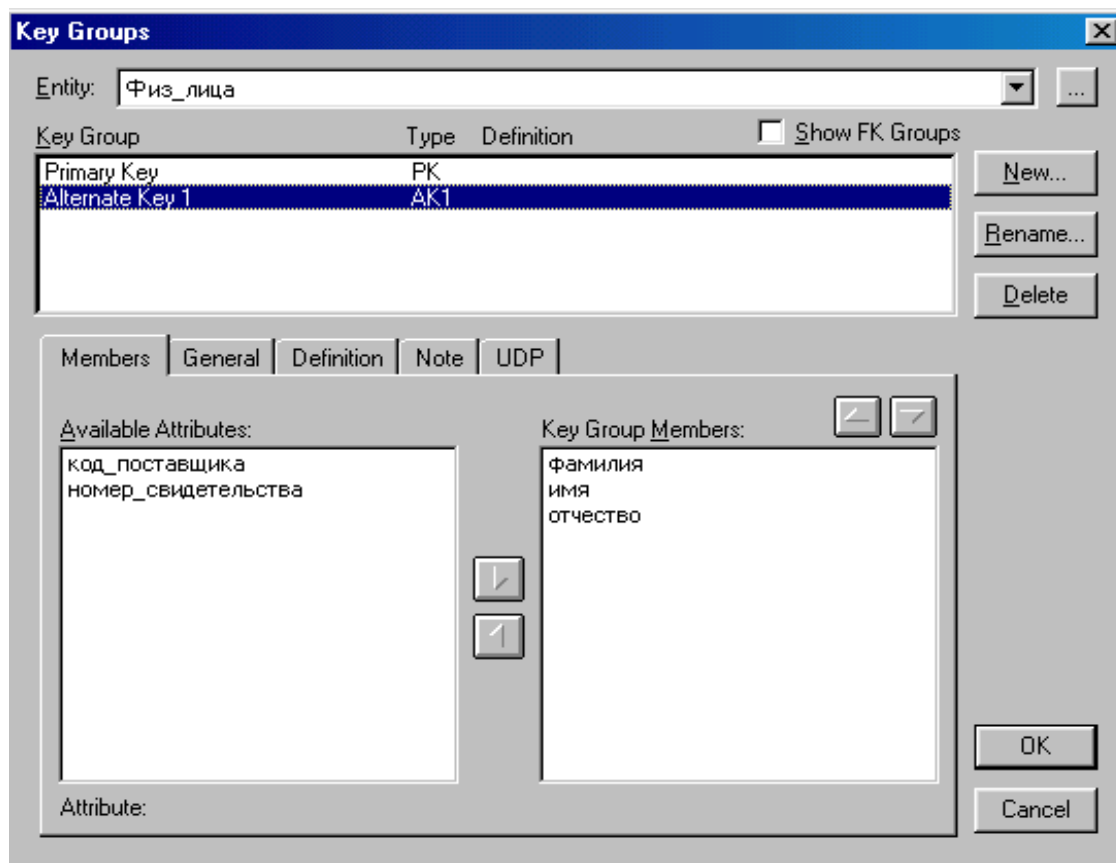 Key Groups
Entity: Физ_лица ...
Key Group Type Definition Show FK Groups
Primary Key PK
Alternate Key 1 AK1
New...
Rename...
Delete
Members General Definition Note UDP
Available Attributes: Key Group Members:
код_поставщика фамилия
номер_свидетельства имя
отчество
OK
Attribute: Cancel